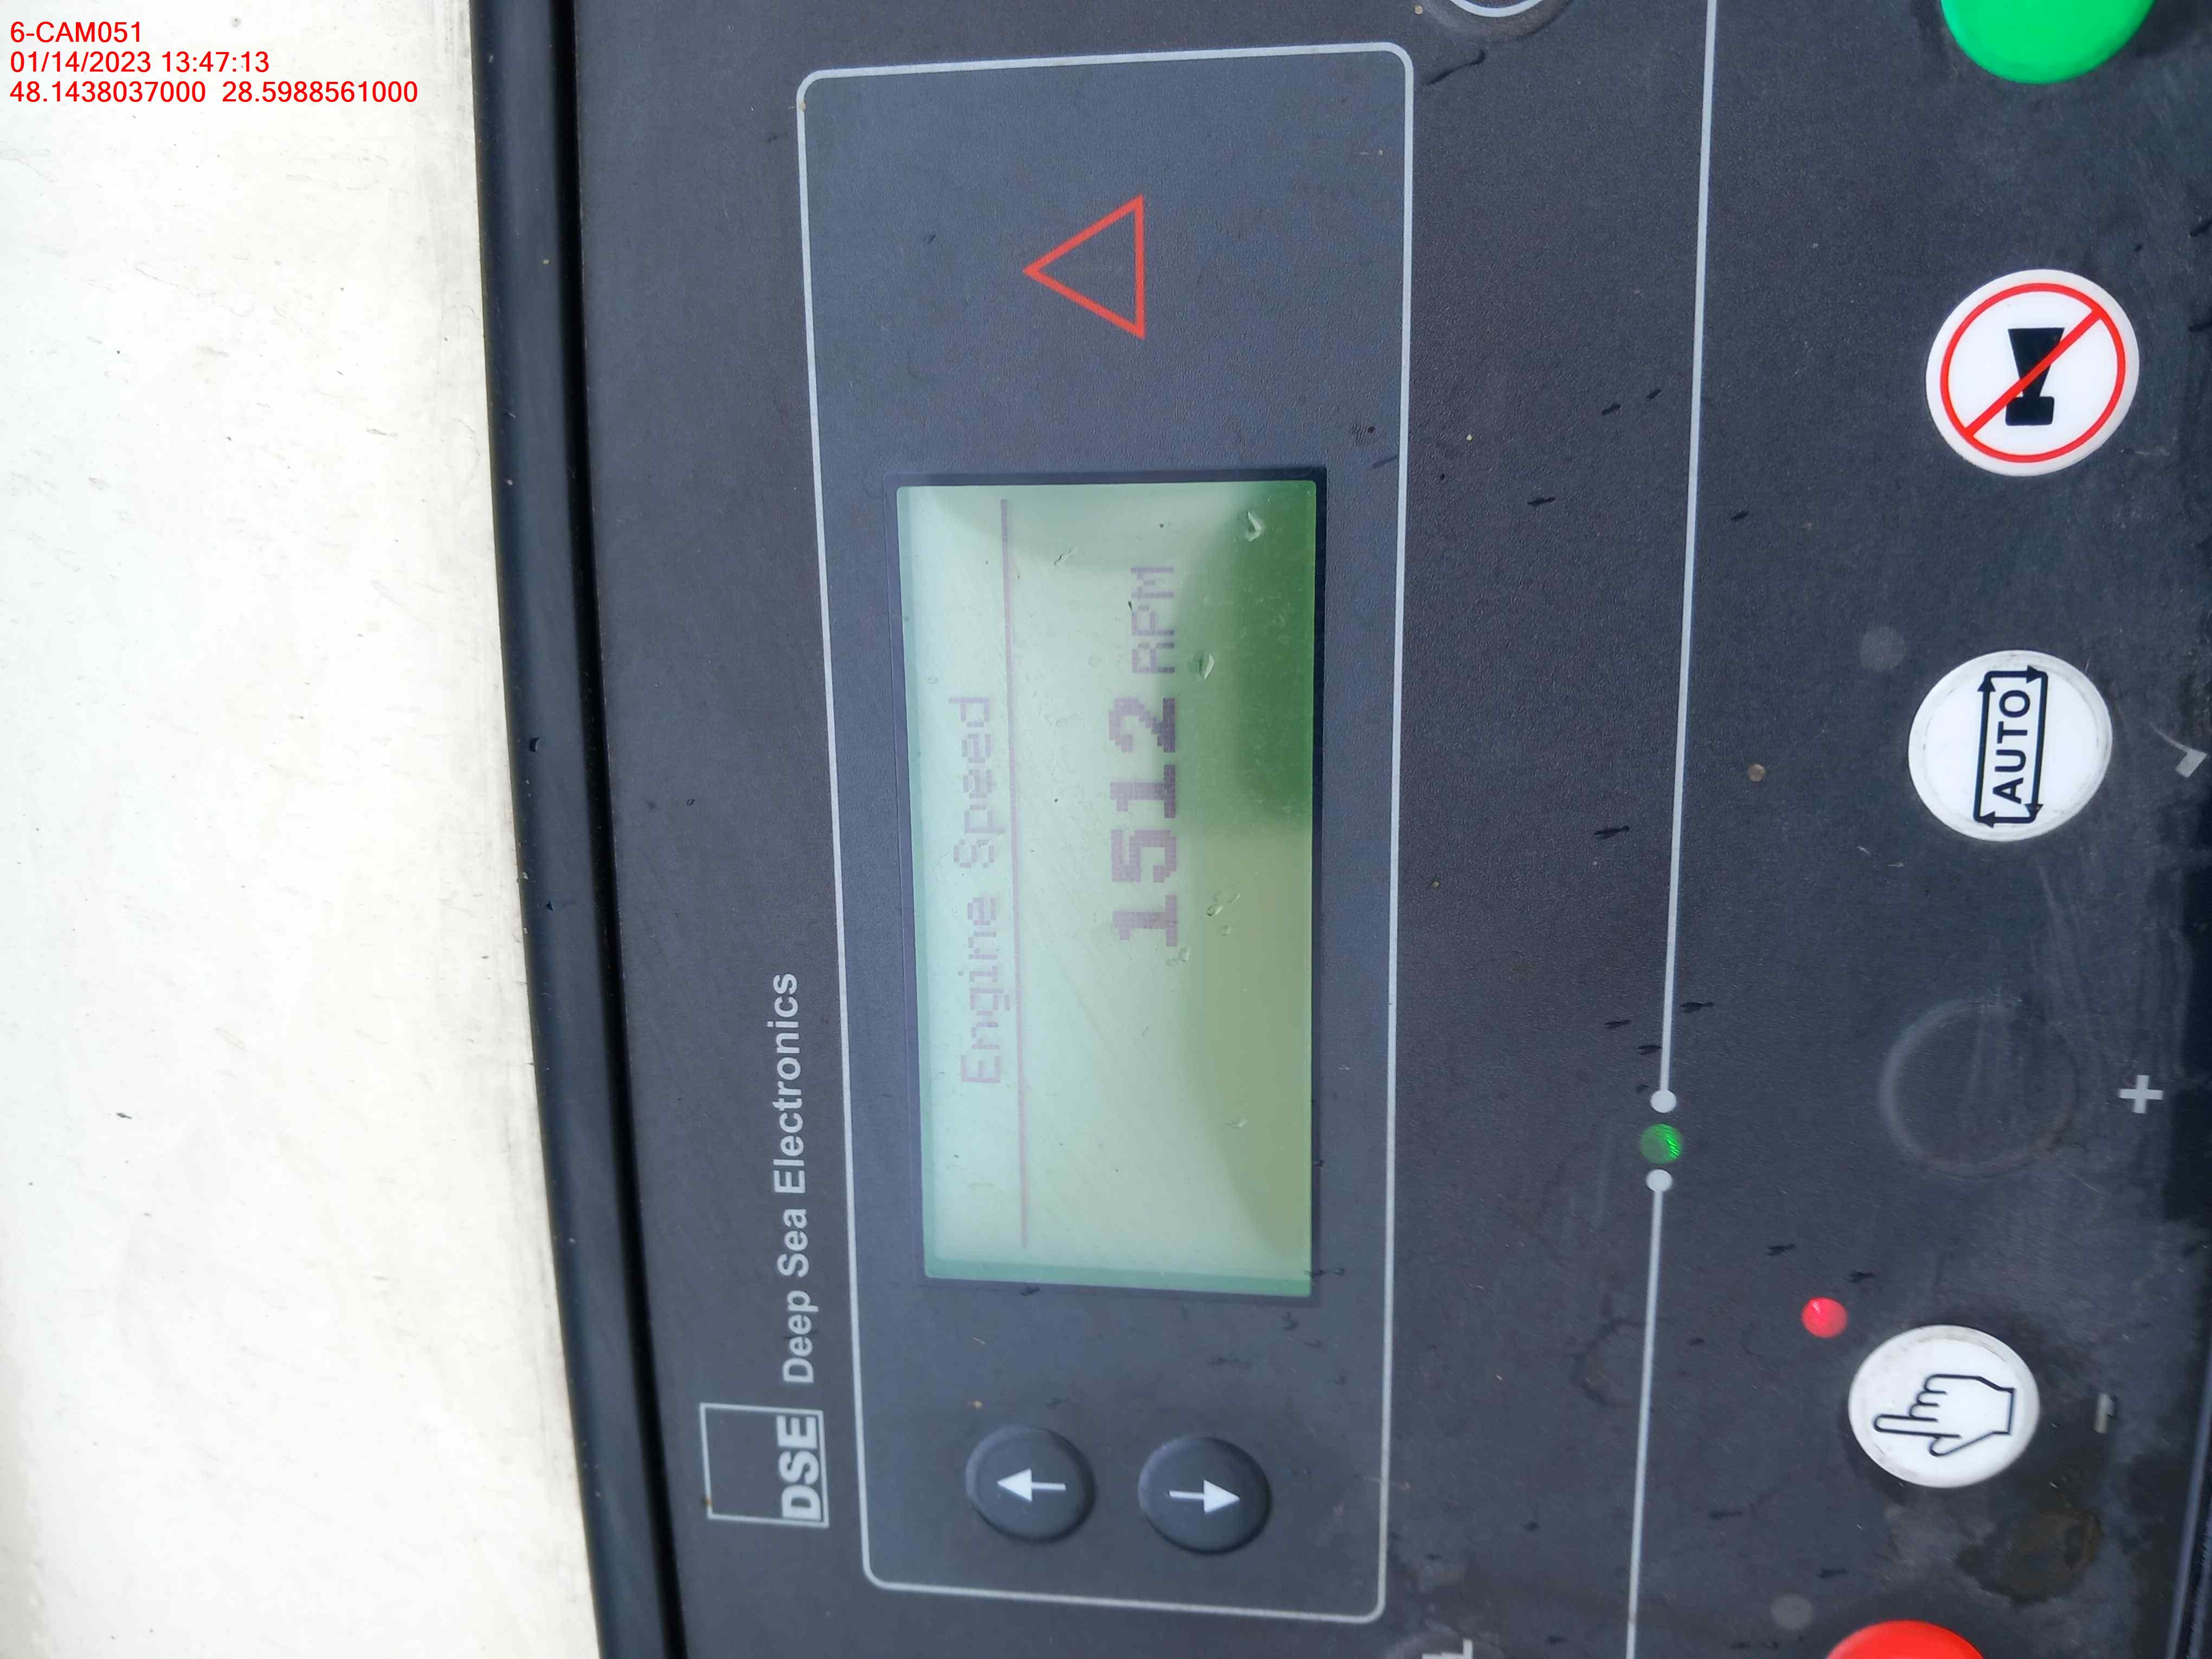 6-CAM051
01/14/2023 13:47:13
48.1438037000 28.5988561000
DSE Deep Sea Electronics
Engine Speed
1512 RPM
AUTO